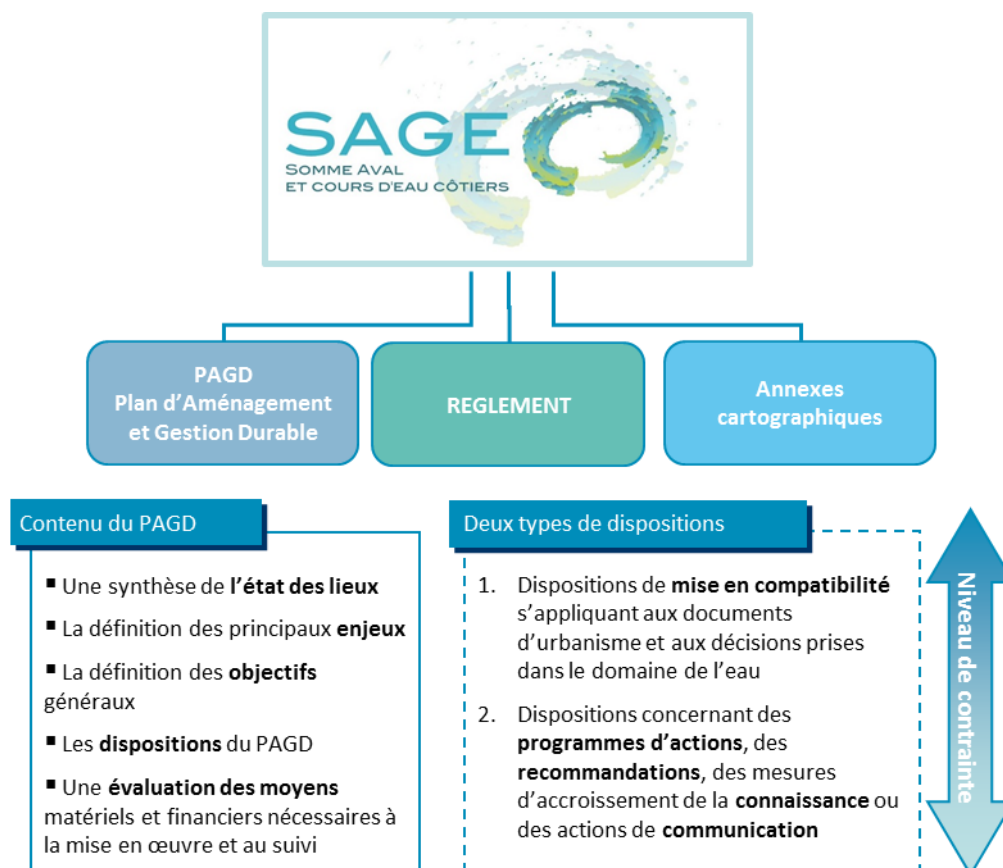 SAGE
SOMME AVAL
ET COURS D'EAU CÔTIERS
PAGD
Plan d'Aménagement
et Gestion Durable
REGLEMENT
Annexes
cartographiques
Contenu du PAGD
▪ Une synthèse de l'état des lieux
▪ La définition des principaux enjeux
▪ La définition des objectifs
généraux
▪ Les dispositions du PAGD
▪ Une évaluation des moyens
matériels et financiers nécessaires à
la mise en œuvre et au suivi
Deux types de dispositions
1. Dispositions de mise en compatibilité
s'appliquant aux documents
d'urbanisme et aux décisions prises
dans le domaine de l'eau
2. Dispositions concernant des
programmes d'actions, des
recommandations, des mesures
d'accroissement de la connaissance ou
des actions de communication
Niveau de contrainte